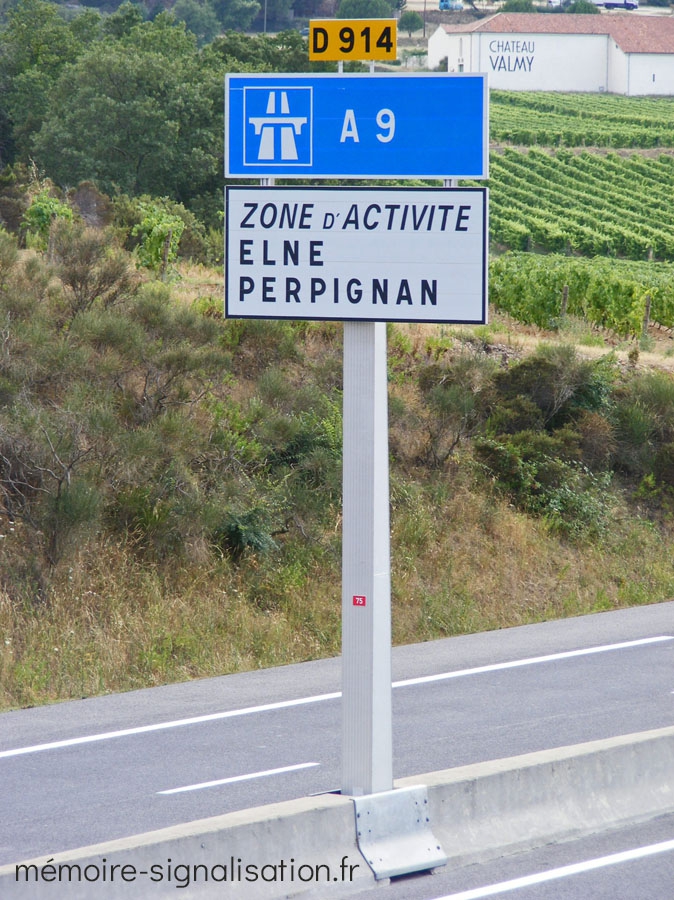 D 914
CHATEAU
VALMY
A 9
ZONE D'ACTIVITE
ELNE
PERPIGNAN
75
mémoire-signalisation.fr